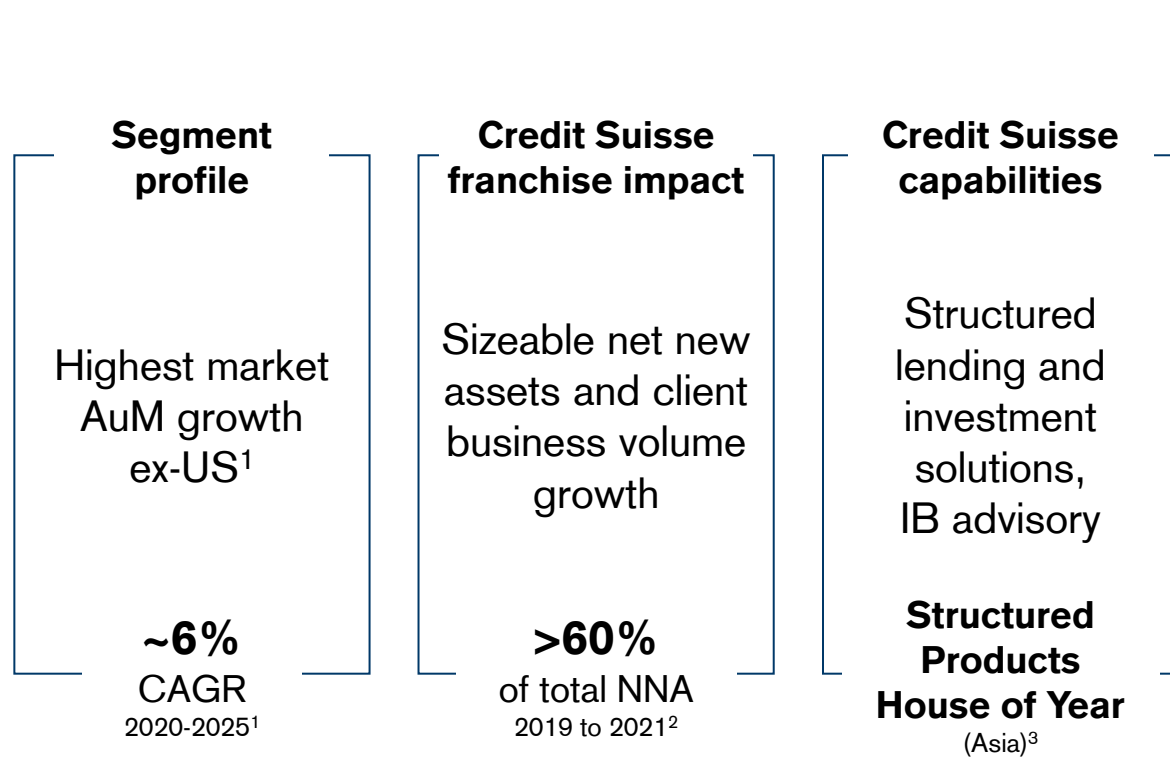 Segment
profile
Highest market
AuM growth
ex-US¹
~6%
CAGR
2020-2025¹
Credit Suisse
franchise impact
Sizeable net new
assets and client
business volume
growth
>60%
of total NNA
2019 to 2021²
Credit Suisse
capabilities
Structured
lending and
investment
solutions,
IB advisory
Structured
Products
House of Year
(Asia)³